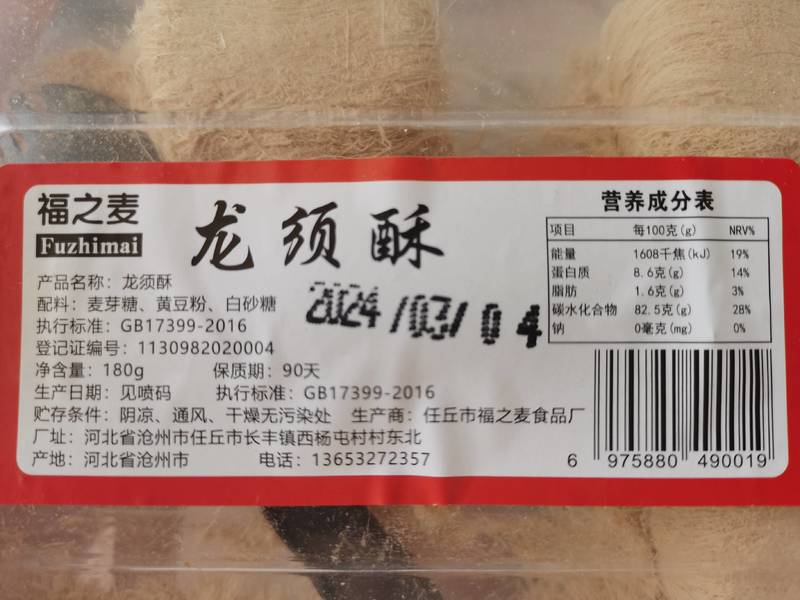 福之麦
Fuzhimai
龙须酥
产品名称：龙须酥
配料：麦芽糖、黄豆粉、白砂糖
2024/03/04
执行标准：GB17399-2016
登记证编号：1130982020004
净含量：180g 保质期：90天
生产日期：见喷码 执行标准：GB17399-2016
贮存条件：阴凉、通风、干燥无污染处 生产商：任丘市福之麦食品厂
厂址：河北省沧州市任丘市长丰镇西杨屯村村东北
产地：河北省沧州市 电话：13653272357
营养成分表
项目 每100克(g) NRV%
能量 1608千焦(kJ) 19%
蛋白质 8.6克(g) 14%
脂肪 1.6克(g) 3%
碳水化合物 82.5克(g) 28%
钠 0毫克(mg) 0%
6 975880 490019